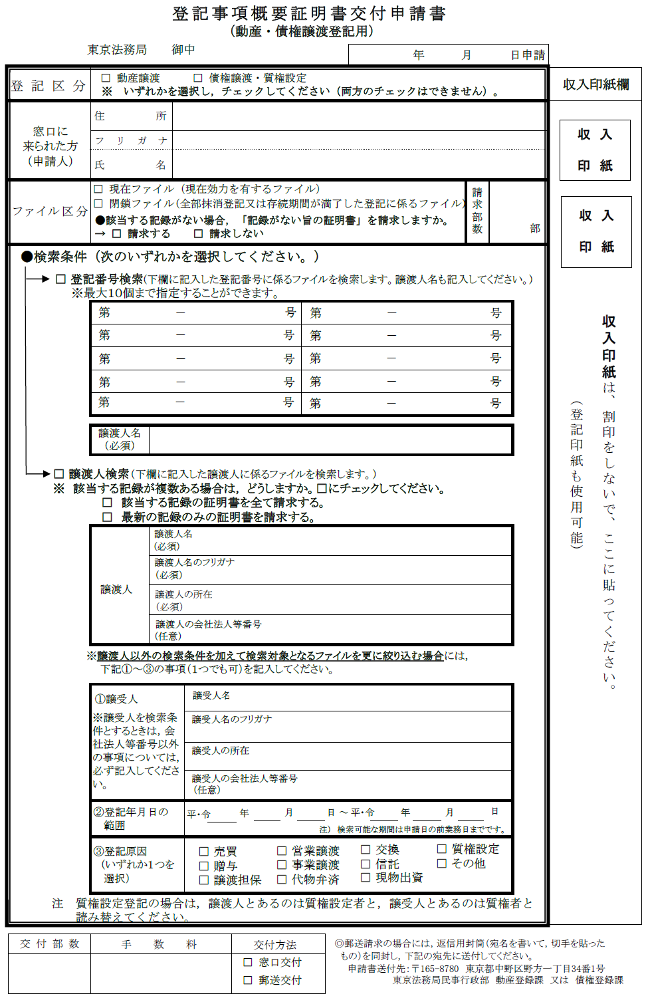 登記事項概要証明書交付申請書
（動産・債権譲渡登記用）
東京法務局　　御中
年　　　月　　　日申請
登記区分
□ 動産譲渡　　□ 債権譲渡・質権設定
※　いずれかを選択し，チェックしてください（両方のチェックはできません）。
収入印紙欄
窓口に
来られた方
（申請人）
住　　所
フリガナ
氏　　名
収　入
印　紙
収　入
印　紙
ファイル区分
□ 現在ファイル（現在効力を有するファイル）
□ 閉鎖ファイル（全部抹消登記又は存続期間が満了した登記に係るファイル）
●該当する記録がない場合，「記録がない旨の証明書」を請求しますか。
→ □ 請求する　　□ 請求しない
請求部数
部
●検索条件（次のいずれかを選択してください。）
□ 登記番号検索（下欄に記入した登記番号に係るファイルを検索します。譲渡人名も記入してください。）
※最大１０個まで指定することができます。
第　　　－　　　号　第　　　－　　　号
第　　　－　　　号　第　　　－　　　号
第　　　－　　　号　第　　　－　　　号
第　　　－　　　号　第　　　－　　　号
第　　　－　　　号　第　　　－　　　号
譲渡人名
（必須）
□ 譲渡人検索（下欄に記入した譲渡人に係るファイルを検索します。）
※　該当する記録が複数ある場合は，どうしますか。□にチェックしてください。
□　該当する記録の証明書を全て請求する。
□　最新の記録のみの証明書を請求する。
譲渡人
譲渡人名
（必須）
譲渡人名のフリガナ
（必須）
譲渡人の所在
（必須）
譲渡人の会社法人等番号
（任意）
※譲渡人以外の検索条件を加えて検索対象となるファイルを更に絞り込む場合には，
下記①～③の事項（１つでも可）を記入してください。
①譲受人
※譲受人を検索条
件とするときは，会
社法人等番号以外
の事項については，
必ず記入してくださ
い。
譲受人名
譲受人名のフリガナ
譲受人の所在
譲受人の会社法人等番号
（任意）
②登記年月日の
範囲
平・令　　年　　月　　日 ～ 平・令　　年　　月　　日
注）　検索可能な期間は申請日の前業務日までです。
③登記原因
（いずれか１つを
選択）
□ 売買　　□ 営業譲渡　　□ 交換　　□ 質権設定
□ 贈与　　□ 事業譲渡　　□ 信託　　□ その他
□ 譲渡担保　　□ 代物弁済　　□ 現物出資
注　質権設定登記の場合は，譲渡人とあるのは質権設定者と，譲受人とあるのは質権者と
読み替えてください。
収入印紙は、割印をしないで、ここに貼ってください。
（登記印紙も使用可能）
交付部数
手　数　料
交付方法
□ 窓口交付
□ 郵送交付
◎郵送請求の場合には，返信用封筒（宛名を書いて，切手を貼った
もの）を同封し，下記の宛先に送付してください。
申請書送付先：〒165-8780　東京都中野区野方一丁目34番1号
東京法務局民事行政部　動産登録課　又は　債権登録課